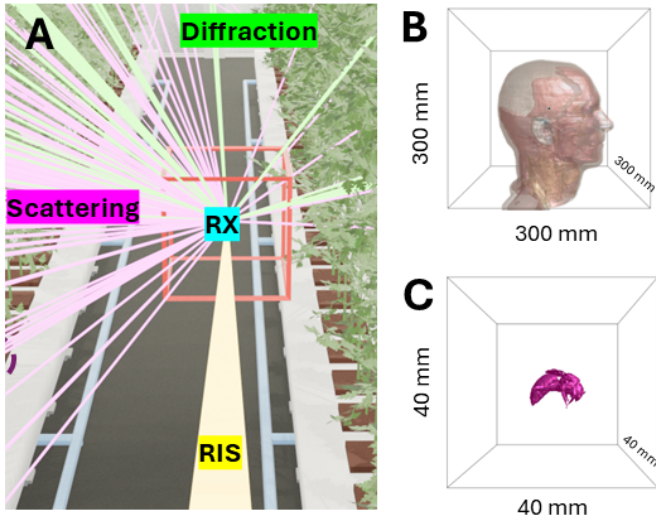 A
Diffraction
Scattering
RX
RIS
B
300 mm
300 mm
300 mm
C
40 mm
40 mm
40 mm